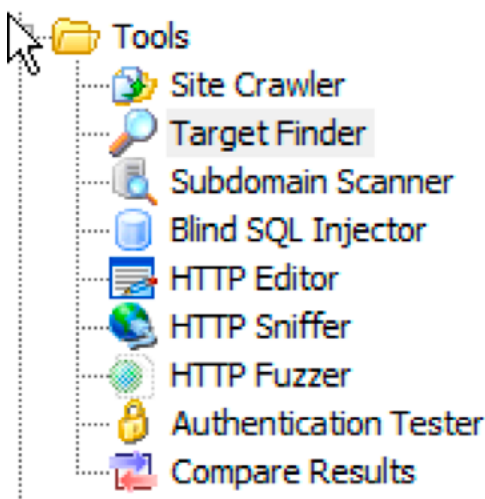 Tools
Site Crawler
Target Finder
Subdomain Scanner
Blind SQL Injector
HTTP Editor
HTTP Sniffer
HTTP Fuzzer
Authentication Tester
Compare Results